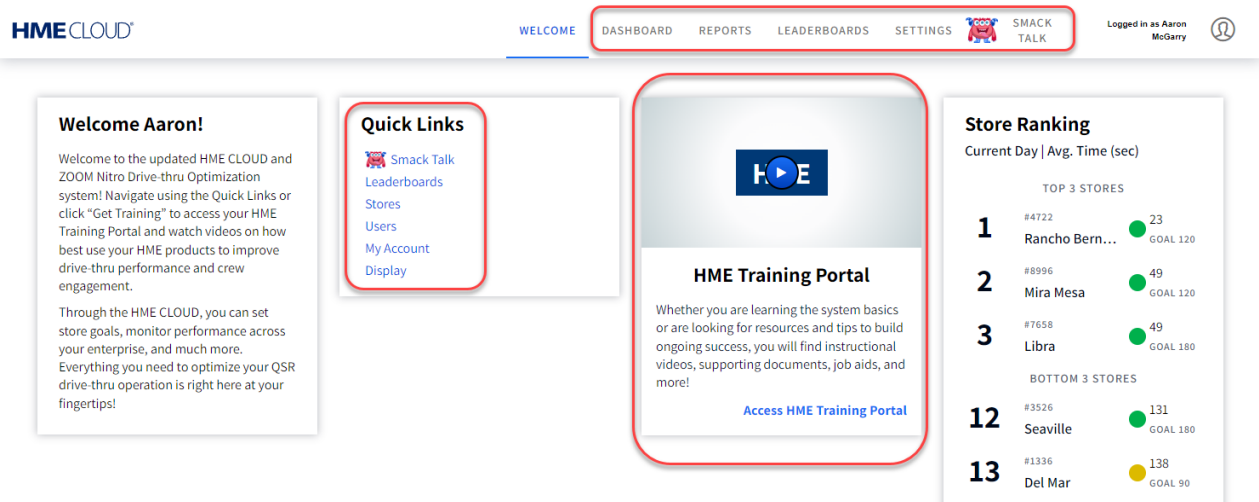 HME CLOUD®
WELCOME
DASHBOARD
REPORTS
LEADERBOARDS
SETTINGS
SMACK
TALK
Logged in as Aaron
McGarry
Welcome Aaron!
Welcome to the updated HME CLOUD and
ZOOM Nitro Drive-thru Optimization
system! Navigate using the Quick Links or
click “Get Training” to access your HME
Training Portal and watch videos on how
best use your HME products to improve
drive-thru performance and crew
engagement.
Through the HME CLOUD, you can set
store goals, monitor performance across
your enterprise, and much more.
Everything you need to optimize your QSR
drive-thru operation is right here at your
fingertips!
Quick Links
Smack Talk
Leaderboards
Stores
Users
My Account
Display
HME Training Portal
Whether you are learning the system basics
or are looking for resources and tips to build
ongoing success, you will find instructional
videos, supporting documents, job aids, and
more!
Access HME Training Portal
Store Ranking
Current Day | Avg. Time (sec)
TOP 3 STORES
1
#4722
Rancho Bern...
23
GOAL 120
2
#8996
Mira Mesa
49
GOAL 120
3
#7658
Libra
49
GOAL 180
BOTTOM 3 STORES
12
#3526
Seaville
131
GOAL 180
13
#1336
Del Mar
138
GOAL 90